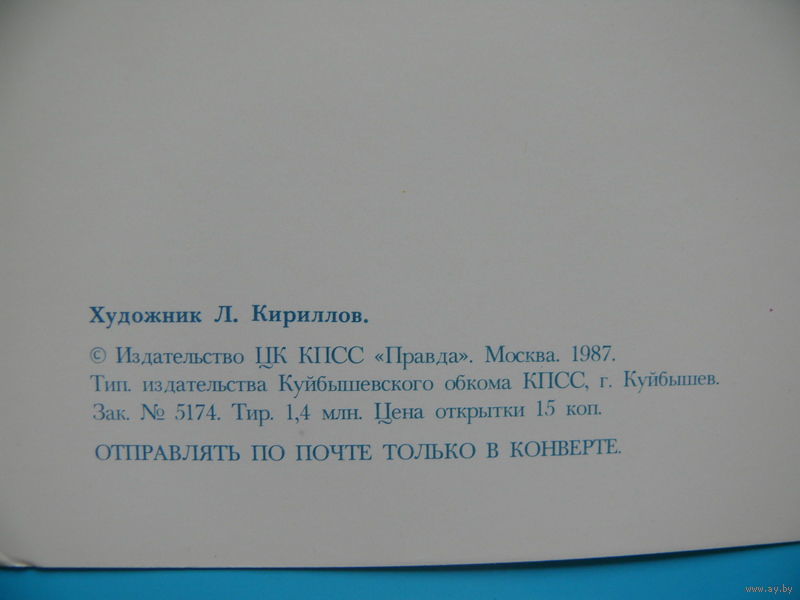 Художник Л. Кириллов.
© Издательство ЦК КПСС «Правда». Москва. 1987.
Тип. издательства Куйбышевского обкома КПСС, г. Куйбышев.
Зак. № 5174. Тир. 1,4 млн. Цена открытки 15 коп.
ОТПРАВЛЯТЬ ПО ПОЧТЕ ТОЛЬКО В КОНВЕРТЕ.
www.ay.by